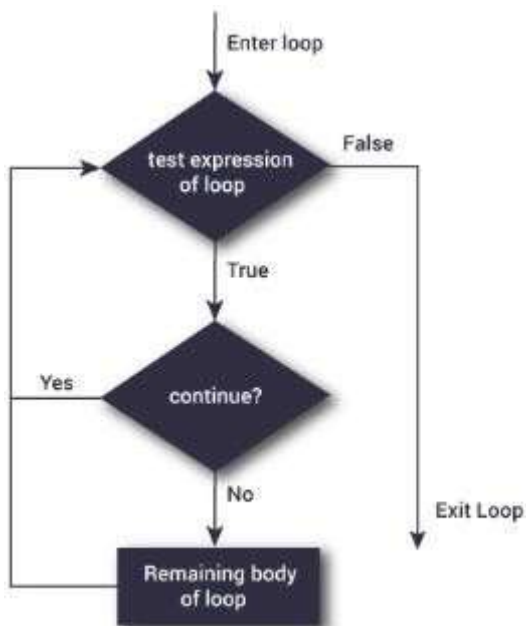 Enter loop
test expression
of loop
False
True
Yes
continue?
No
Exit Loop
Remaining body
of loop